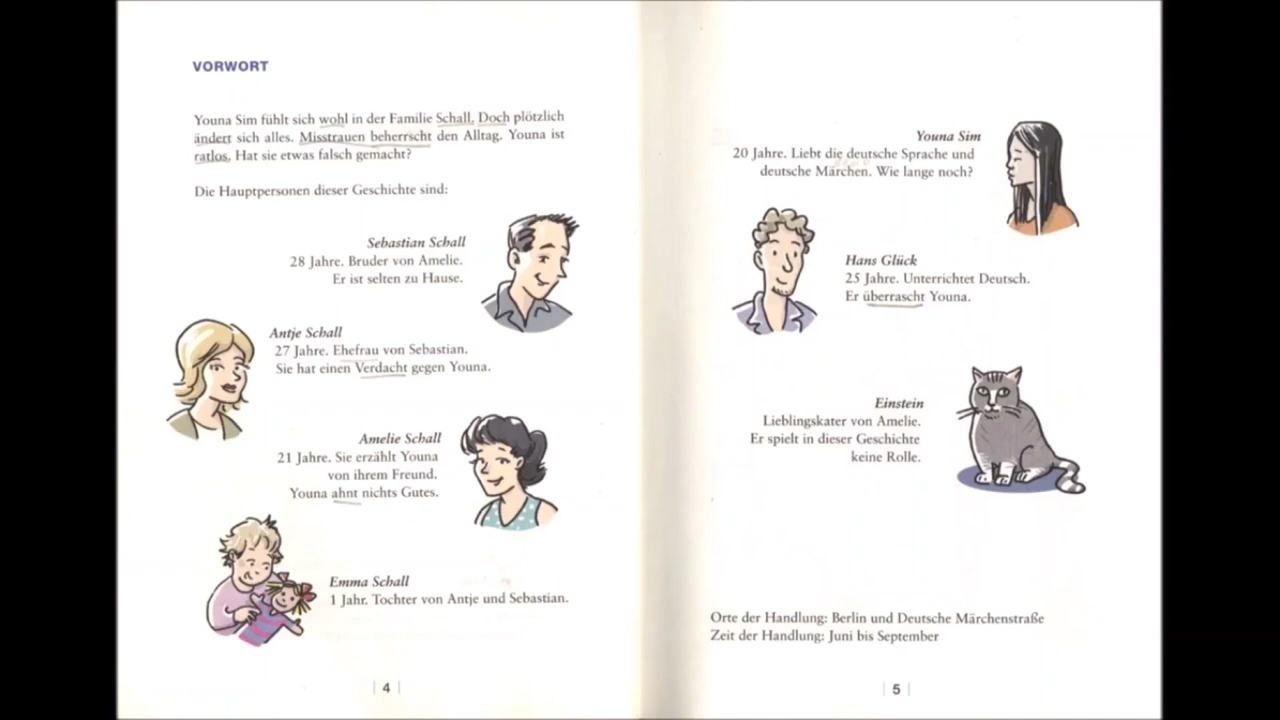 VORWORT
Youna Sim fühlt sich wohl in der Familie Schall. Doch plötzlich
ändert sich alles. Misstrauen beherrscht den Alltag. Youna ist
ratlos. Hat sie etwas falsch gemacht?
Die Hauptpersonen dieser Geschichte sind:
Sebastian Schall
28 Jahre. Bruder von Amelie.
Er ist selten zu Hause.
Antje Schall
27 Jahre. Ehefrau von Sebastian.
Sie hat einen Verdacht gegen Youna.
Amelie Schall
21 Jahre. Sie erzählt Youna
von ihrem Freund.
Youna ahnt nichts Gutes.
Emma Schall
1 Jahr. Tochter von Antje und Sebastian.
| 4 |
Youna Sim
20 Jahre. Liebt die deutsche Sprache und
deutsche Märchen. Wie lange noch?
Hans Glück
25 Jahre. Unterrichtet Deutsch.
Er überrascht Youna.
Einstein
Lieblingskater von Amelie.
Er spielt in dieser Geschichte
keine Rolle.
Orte der Handlung: Berlin und Deutsche Märchenstraße
Zeit der Handlung: Juni bis September
| 5 |